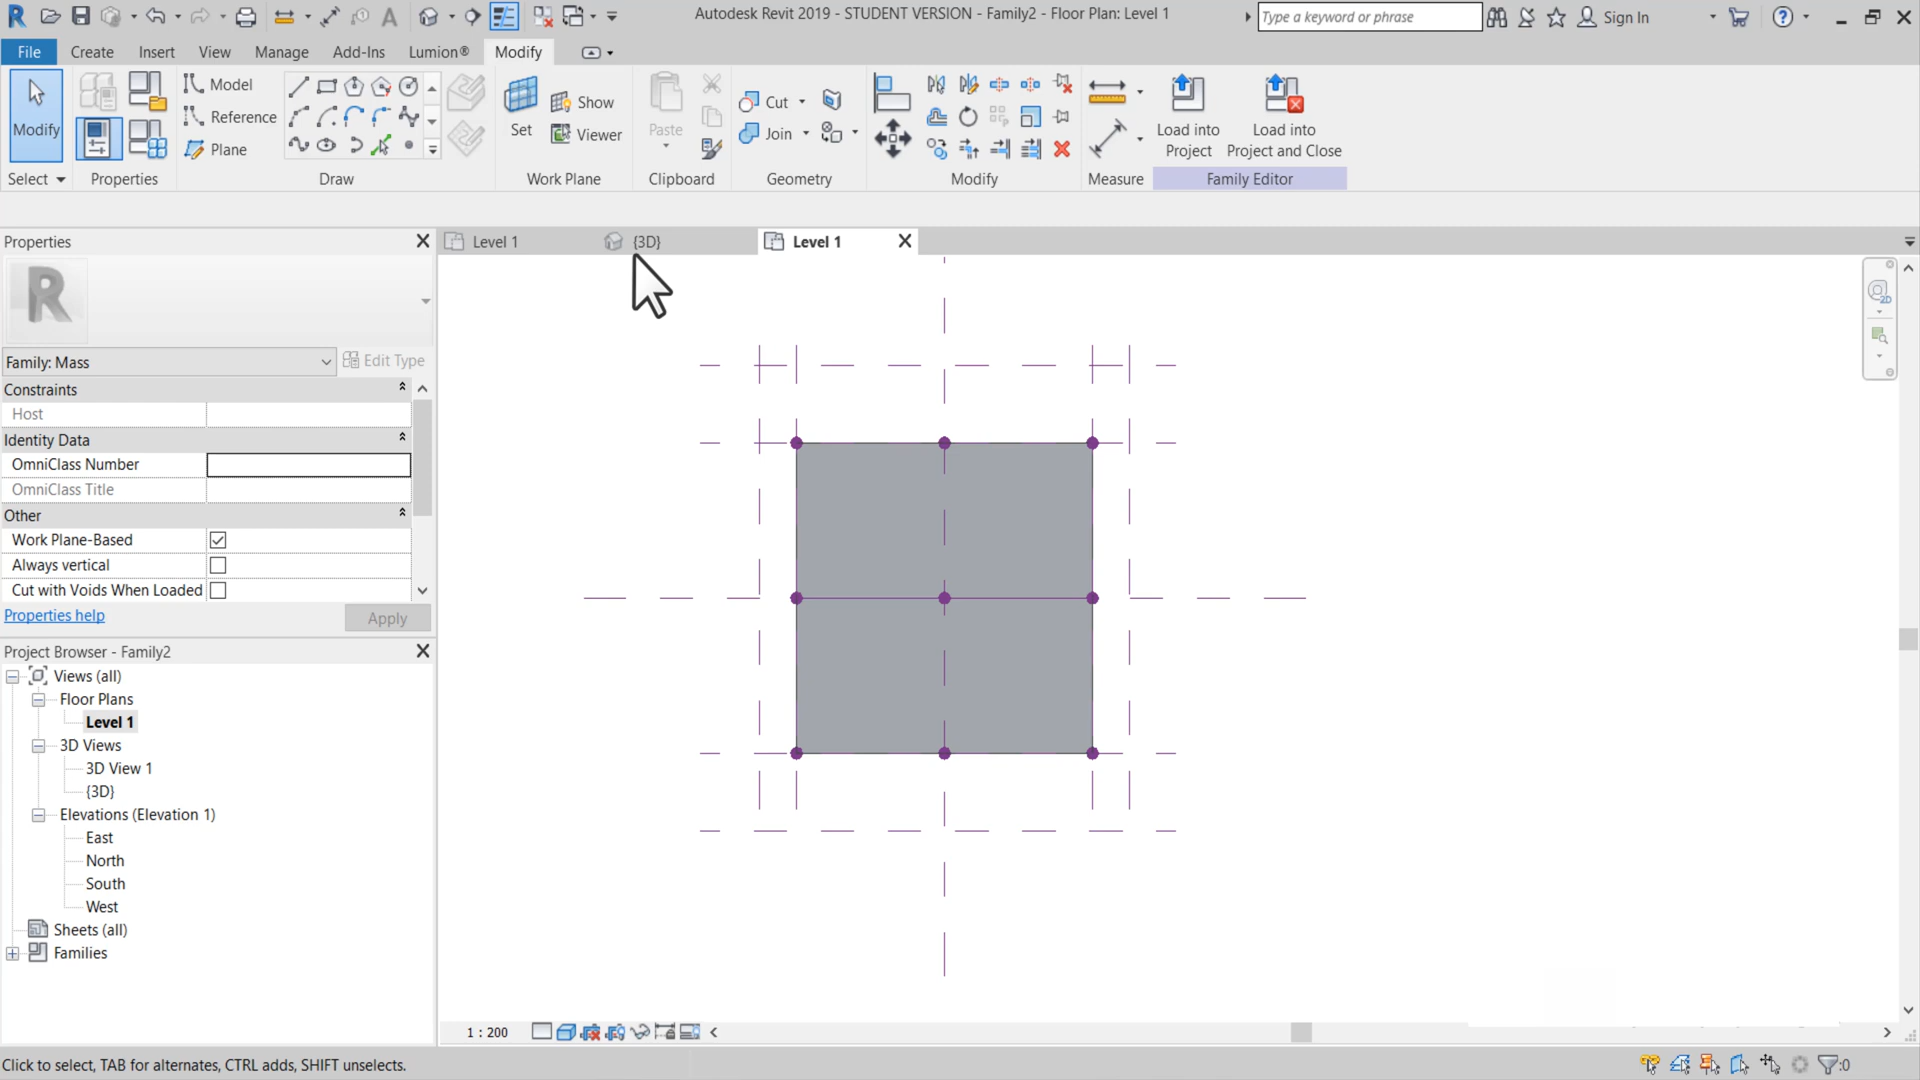 Autodesk Revit 2019 - STUDENT VERSION - Family2 - Floor Plan: Level 1
Type a keyword or phrase
Sign In
File Create Insert View Manage Add-Ins Lumion® Modify
Modify
Model
Reference
Plane
Set
Show
Viewer
Paste
Cut
Join
Load into
Project
Load into
Project and Close
Select Properties Draw Work Plane Clipboard Geometry Modify Measure Family Editor
Properties
Level 1 {3D} Level 1
R
2D
Family: Mass Edit Type
Constraints
Host
Identity Data
OmniClass Number
OmniClass Title
Other
Work Plane-Based
Always vertical
Cut with Voids When Loaded
Properties help Apply
Project Browser - Family2
Views (all)
Floor Plans
Level 1
3D Views
3D View 1
{3D}
Elevations (Elevation 1)
East
North
South
West
Sheets (all)
Families
1 : 200
Click to select, TAB for alternates, CTRL adds, SHIFT unselects.
:0